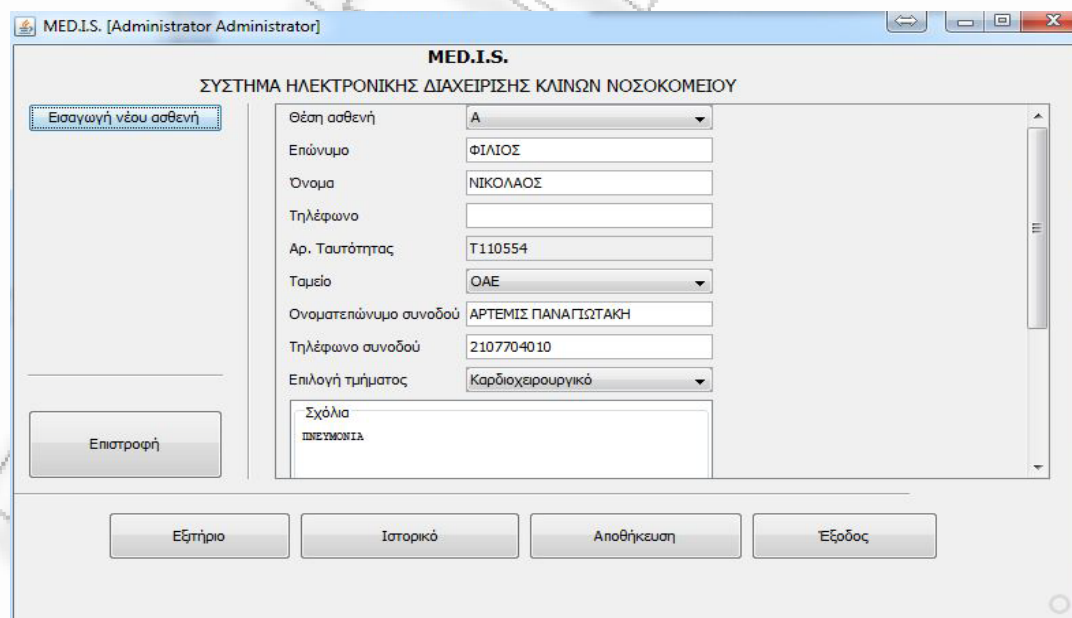 MED.I.S. [Administrator Administrator]
MED.I.S.
ΣΥΣΤΗΜΑ ΗΛΕΚΤΡΟΝΙΚΗΣ ΔΙΑΧΕΙΡΙΣΗΣ ΚΛΙΝΩΝ ΝΟΣΟΚΟΜΕΙΟΥ
Εισαγωγή νέου ασθενή
Θέση ασθενή Α
Επώνυμο ΦΙΛΙΟΣ
Όνομα ΝΙΚΟΛΑΟΣ
Τηλέφωνο
Αρ. Ταυτότητας Τ110554
Ταμείο ΟΑΕ
Ονοματεπώνυμο συνοδού ΑΡΤΕΜΙΣ ΠΑΝΑΓΙΩΤΑΚΗ
Τηλέφωνο συνοδού 2107704010
Επιλογή τμήματος Καρδιοχειρουργικό
Σχόλια
ΠΝΕΥΜΟΝΙΑ
Επιστροφή
Εξιτήριο Ιστορικό Αποθήκευση Έξοδος